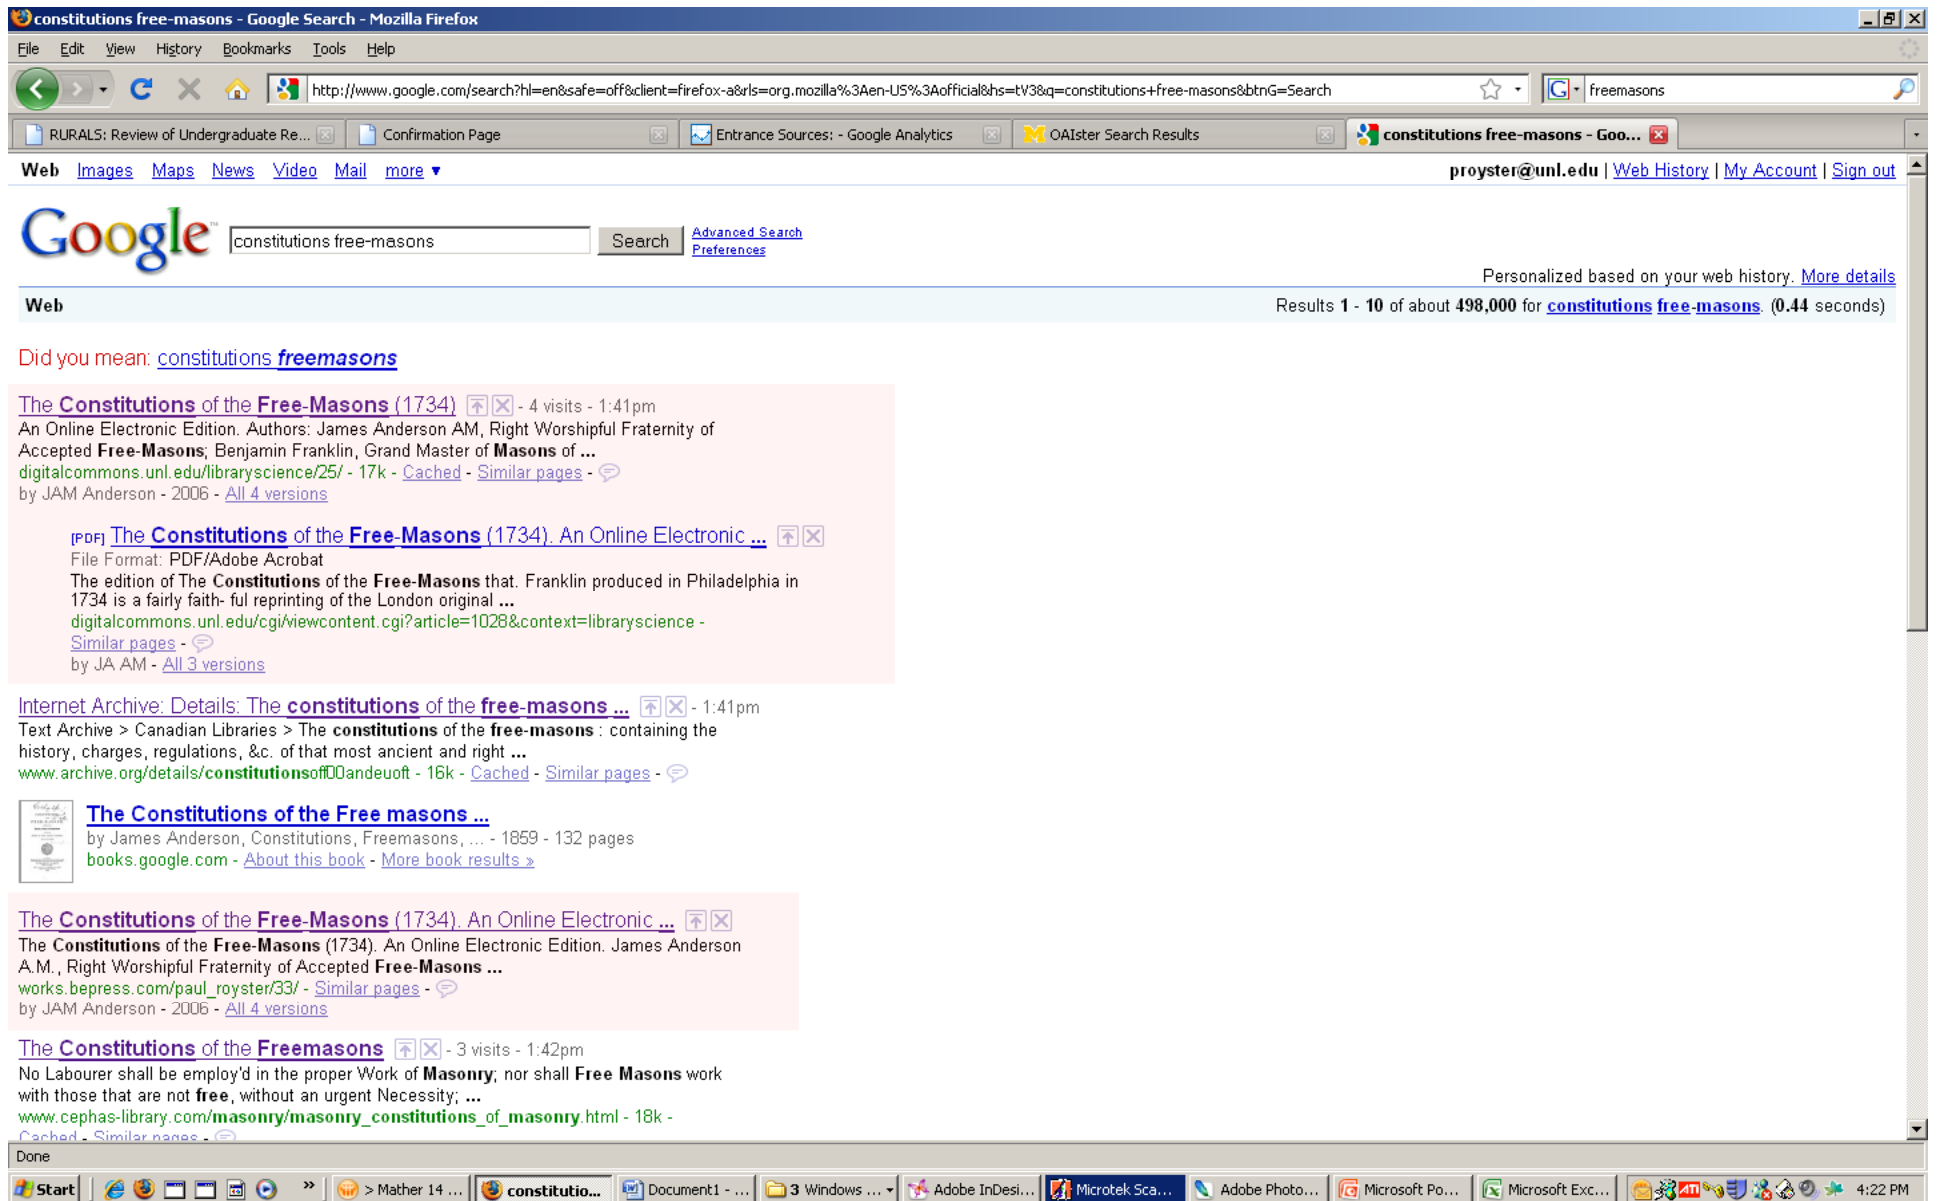 constitutions free-masons - Google Search - Mozilla Firefox
File Edit View History Bookmarks Tools Help
http://www.google.com/search?hl=en&safe=off&client=firefox-a&rls=org.mozilla%3Aen-US%3Aofficial&hs=tV3&q=constitutions+free-masons&btnG=Search freemasons
RURALS: Review of Undergraduate Re... Confirmation Page Entrance Sources: - Google Analytics OAIster Search Results constitutions free-masons - Goo...
Web Images Maps News Video Mail more ▼ proyster@unl.edu | Web History | My Account | Sign out
Google™ constitutions free-masons Search Advanced Search
Preferences
Personalized based on your web history. More details
Web Results 1 - 10 of about 498,000 for constitutions free-masons. (0.44 seconds)
Did you mean: constitutions freemasons
The Constitutions of the Free-Masons (1734) - 4 visits - 1:41pm
An Online Electronic Edition. Authors: James Anderson AM, Right Worshipful Fraternity of
Accepted Free-Masons; Benjamin Franklin, Grand Master of Masons of ...
digitalcommons.unl.edu/libraryscience/25/ - 17k - Cached - Similar pages -
by JAM Anderson - 2006 - All 4 versions
[PDF] The Constitutions of the Free-Masons (1734). An Online Electronic ...
File Format: PDF/Adobe Acrobat
The edition of The Constitutions of the Free-Masons that. Franklin produced in Philadelphia in
1734 is a fairly faith- ful reprinting of the London original ...
digitalcommons.unl.edu/cgi/viewcontent.cgi?article=1028&context=libraryscience -
Similar pages -
by JA AM - All 3 versions
Internet Archive: Details: The constitutions of the free-masons ... - 1:41pm
Text Archive > Canadian Libraries > The constitutions of the free-masons : containing the
history, charges, regulations, &c. of that most ancient and right ...
www.archive.org/details/constitutionsoff00andeuoft - 16k - Cached - Similar pages -
The Constitutions of the Free masons ...
by James Anderson, Constitutions, Freemasons, ... - 1859 - 132 pages
books.google.com - About this book - More book results »
The Constitutions of the Free-Masons (1734). An Online Electronic ...
The Constitutions of the Free-Masons (1734). An Online Electronic Edition. James Anderson
A.M., Right Worshipful Fraternity of Accepted Free-Masons ...
works.bepress.com/paul_royster/33/ - Similar pages -
by JAM Anderson - 2006 - All 4 versions
The Constitutions of the Freemasons - 3 visits - 1:42pm
No Labourer shall be employ'd in the proper Work of Masonry; nor shall Free Masons work
with those that are not free, without an urgent Necessity; ...
www.cephas-library.com/masonry/masonry_constitutions_of_masonry.html - 18k -
Cached - Similar pages -
Done
Start » > Mather 14 ... constitutio... Document1 - ... 3 Windows ... Adobe InDesi... Microtek Sca... Adobe Photo... Microsoft Po... Microsoft Exc... ATI 4:22 PM